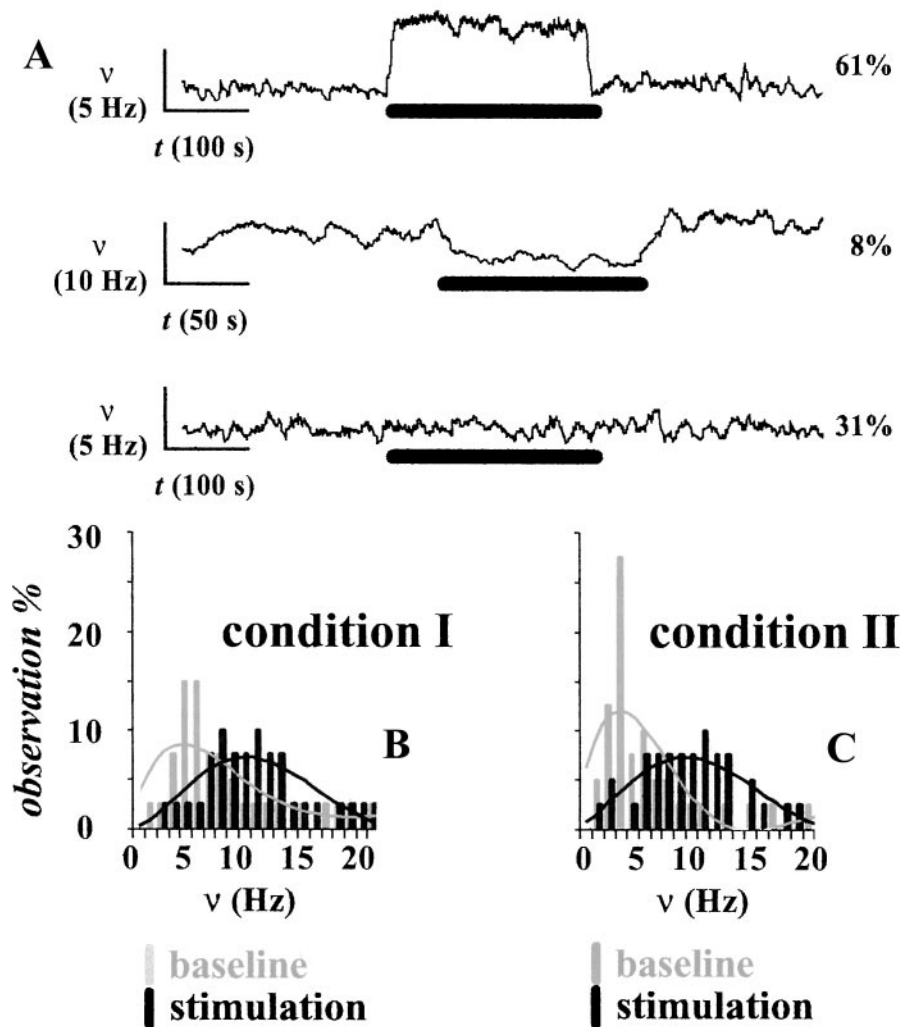 A
ν
(5 Hz)
t (100 s)
61%
ν
(10 Hz)
t (50 s)
8%
ν
(5 Hz)
t (100 s)
31%
observation %
30
20
10
0
condition I
B
0 5 10 15 20
ν (Hz)
baseline
stimulation
condition II
C
0 5 10 15 20
ν (Hz)
baseline
stimulation